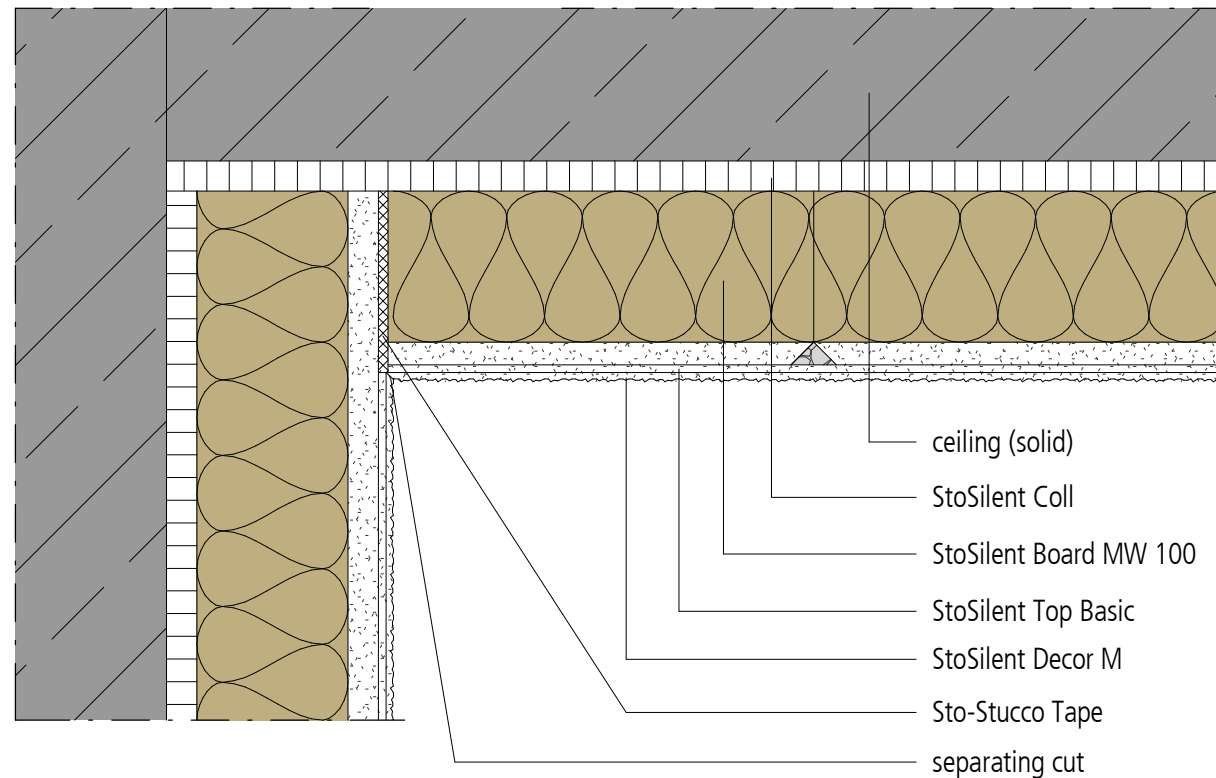 ceiling (solid)
StoSilent Coll
StoSilent Board MW 100
StoSilent Top Basic
StoSilent Decor M
Sto-Stucco Tape
separating cut